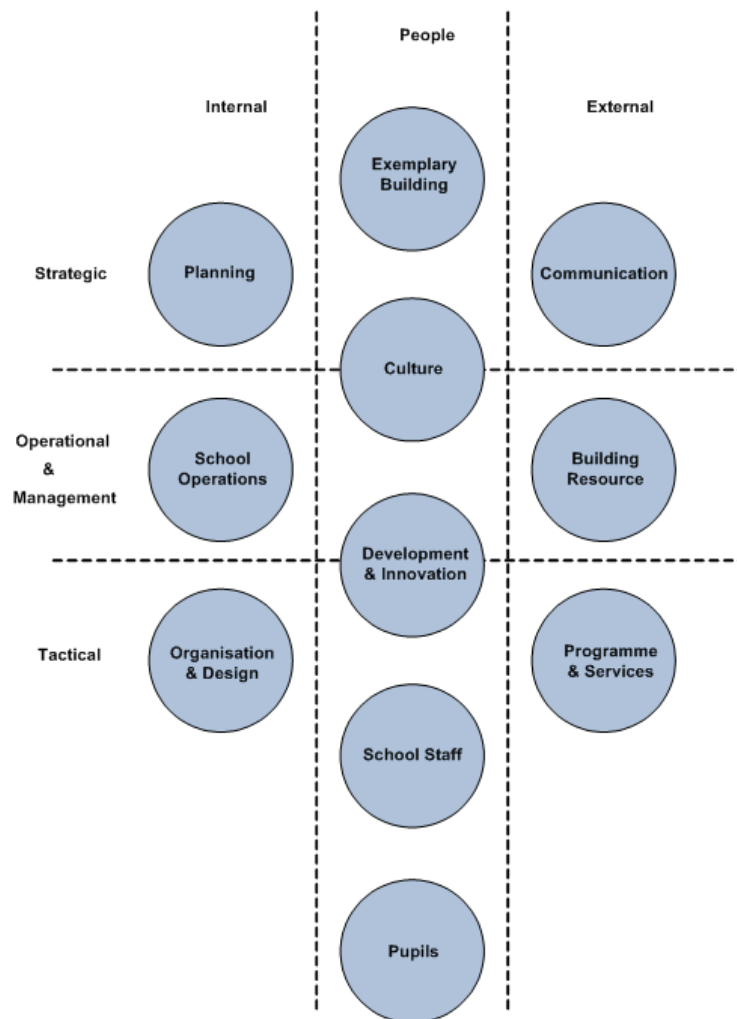 People
Internal
External
Exemplary
Building
Strategic
Planning
Communication
Culture
Operational
&
Management
School
Operations
Building
Resource
Development
& Innovation
Tactical
Organisation
& Design
Programme
& Services
School Staff
Pupils